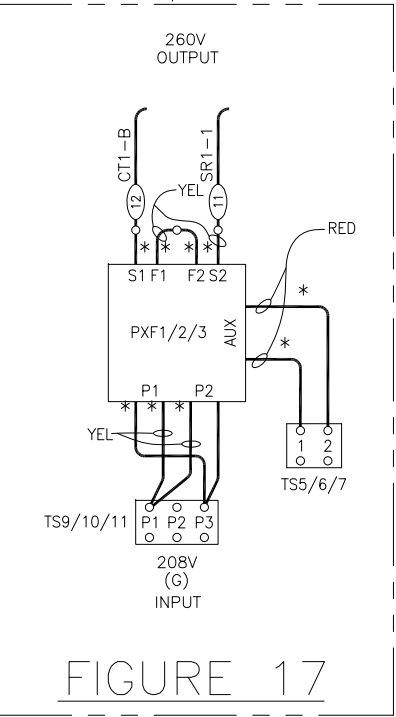 260V
OUTPUT
CT1-B
SR1-1
12
11
YEL
RED
* * * *
*
S1 F1 F2 S2
PXF1/2/3
AUX
*
P1 P2
* * *
YEL
1 2
TS5/6/7
TS9/10/11
P1 P2 P3
208V
(G)
INPUT
FIGURE 17